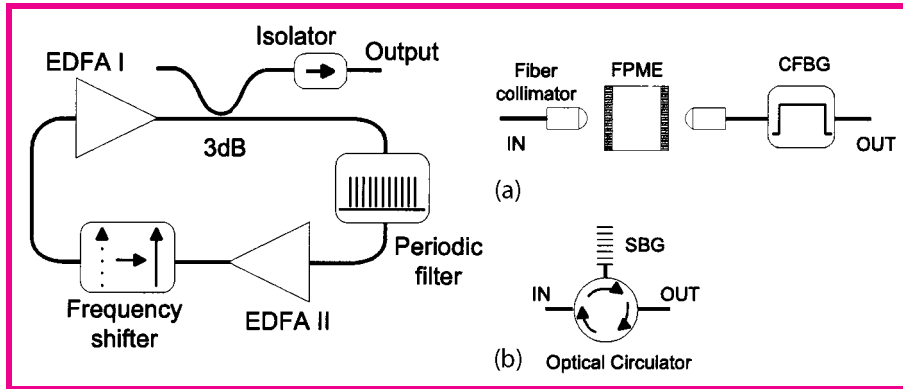 EDFA I
Isolator
Output
3dB
Periodic
filter
EDFA II
Frequency
shifter
Fiber
collimator
FPME
CFBG
IN
OUT
(a)
SBG
IN
OUT
(b)
Optical Circulator